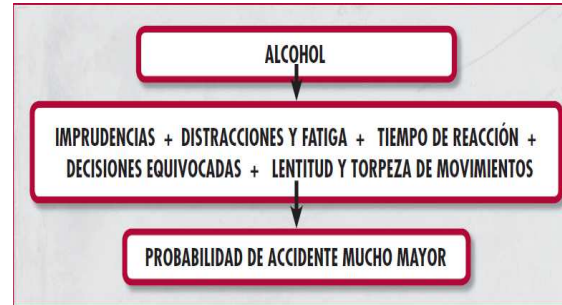 ALCOHOL
IMPRUDENCIAS + DISTRACCIONES Y FATIGA + TIEMPO DE REACCIÓN +
DECISIONES EQUIVOCADAS + LENTITUD Y TORPEZA DE MOVIMIENTOS
PROBABILIDAD DE ACCIDENTE MUCHO MAYOR